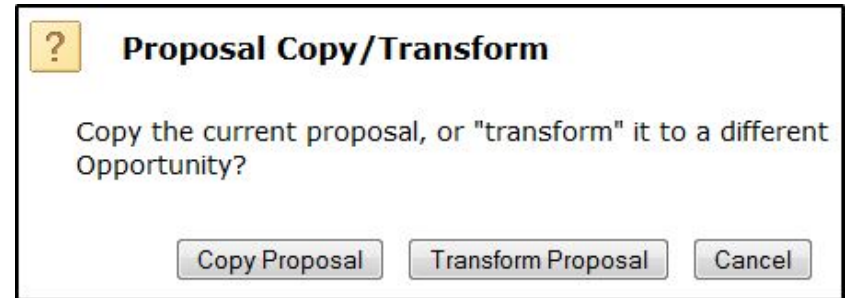 ?
Proposal Copy/Transform
Copy the current proposal, or "transform" it to a different
Opportunity?
Copy Proposal Transform Proposal Cancel